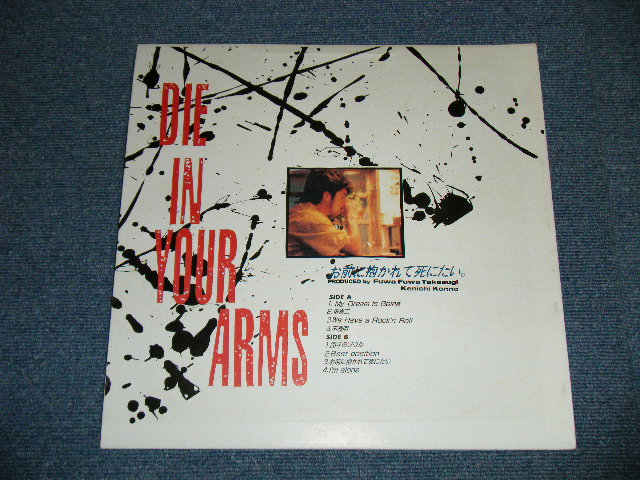 DIE
IN
YOUR
ARMS
お前に抱かれて死にたい。
PRODUCED by Fuwa Fuwa Takasugi
Kenichi Konno
SIDE A
1. My Dream is Going
3.We Have a Rock'n Roll
SIDE B
2.Best position
3.お前に抱かれて死にたい
4.I'm alone